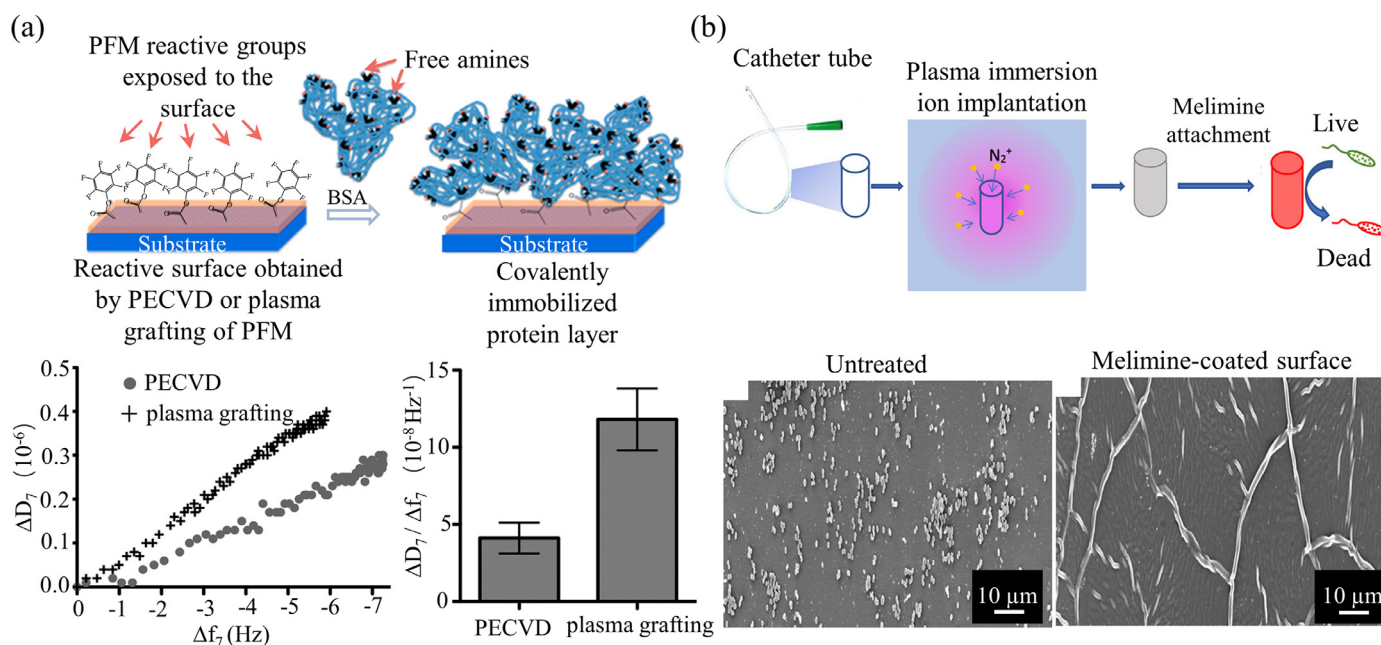 (a)
PFM reactive groups
exposed to the
surface
Free amines
F F F F F F F F F F F F F F F F F
O O O O O
BSA
Substrate
Substrate
Reactive surface obtained
by PECVD or plasma
grafting of PFM
Covalently
immobilized
protein layer
ΔD₇ (10⁻⁶)
0.5
0.4
0.3
0.2
0.1
0.0
PECVD
plasma grafting
0 -1 -2 -3 -4 -5 -6 -7
Δf₇ (Hz)
ΔD₇ / Δf₇ (10⁻⁸ Hz⁻¹)
15
10
5
0
PECVD plasma grafting
(b)
Catheter tube
Plasma immersion
ion implantation
N₂⁺
Melimine
attachment
Live
Dead
Untreated
10 µm
Melimine-coated surface
10 µm